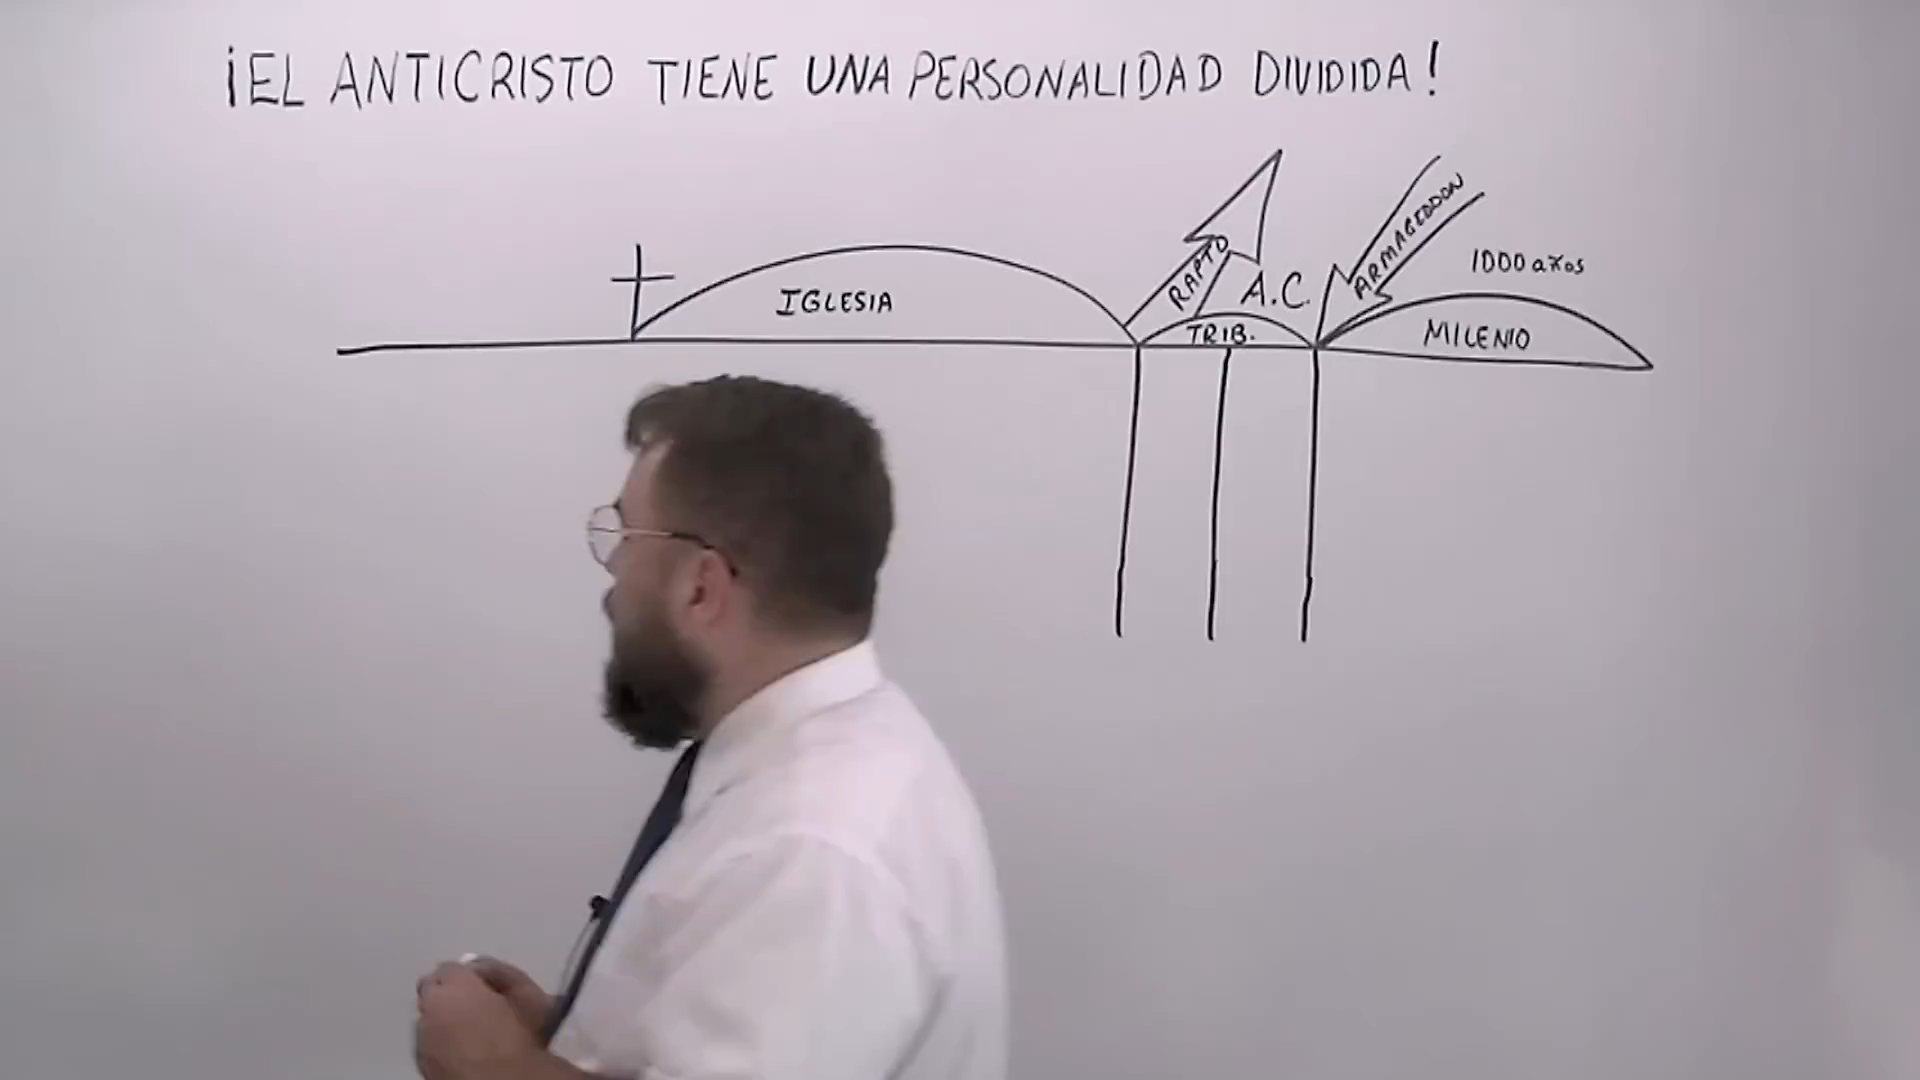 ¡EL ANTICRISTO TIENE UNA PERSONALIDAD DIVIDIDA!
IGLESIA
RAPTO
A.C.
TRIB.
ARMAGEDDON
1000 años
MILENIO